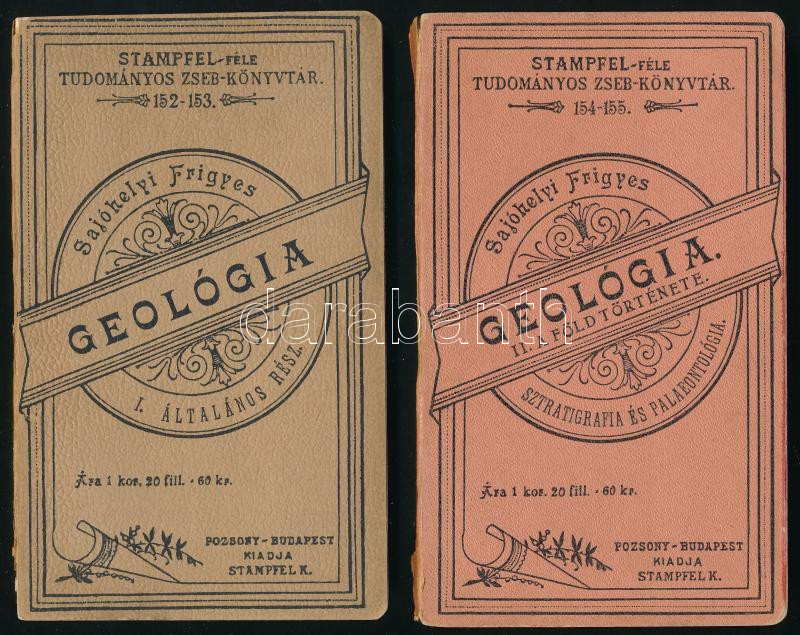 STAMPFEL-FÉLE
TUDOMÁNYOS ZSEB-KÖNYVTÁR.
152-153.
Sajóhelyi Frigyes
GEOLÓGIA
I. ÁLTALÁNOS RÉSZ.
Ára 1 kor. 20 fill. - 60 kr.
POZSONY-BUDAPEST
KIADJA
STAMPFEL K.
STAMPFEL-FÉLE
TUDOMÁNYOS ZSEB-KÖNYVTÁR.
154-155.
Sajóhelyi Frigyes
GEOLOGIA.
II. A FÖLD TÖRTÉNETE.
SZTRATIGRAFIA ÉS PALAEONTOLÓGIA.
Ára 1 kor. 20 fill. - 60 kr.
POZSONY-BUDAPEST
KIADJA
STAMPFEL K.
darabanth